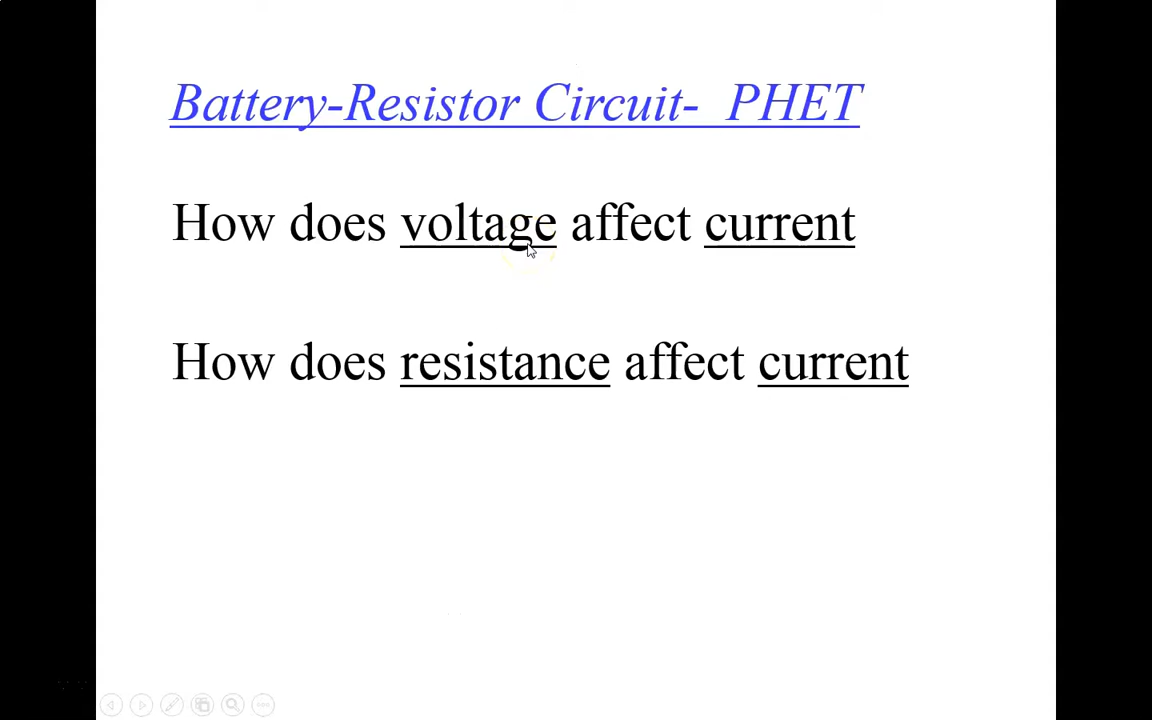 Battery-Resistor Circuit- PHET
How does voltage affect current
How does resistance affect current